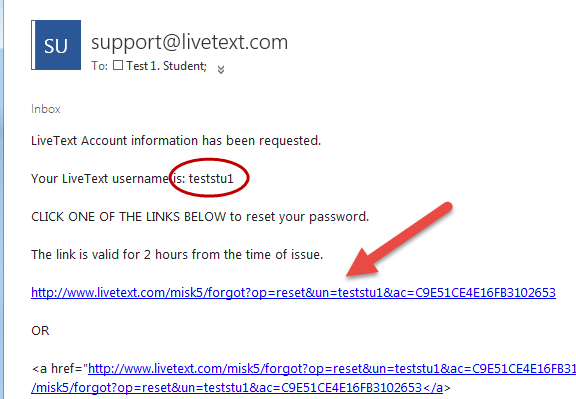 SU
support@livetext.com
To: Test 1. Student;
Inbox
LiveText Account information has been requested.
Your LiveText username is: teststu1
CLICK ONE OF THE LINKS BELOW to reset your password.
The link is valid for 2 hours from the time of issue.
http://www.livetext.com/misk5/forgot?op=reset&un=teststu1&ac=C9E51CE4E16FB3102653
OR
<a href="http://www.livetext.com/misk5/forgot?op=reset&un=teststu1&ac=C9E51CE4E16FB31
/misk5/forgot?op=reset&un=teststu1&ac=C9E51CE4E16FB3102653</a>